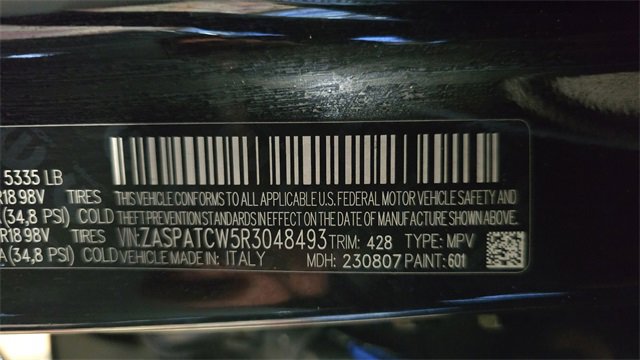 5335 LB
R18 98V TIRES THIS VEHICLE CONFORMS TO ALL APPLICABLE U.S. FEDERAL MOTOR VEHICLE SAFETY AND
A(34,8 PSI) COLD THEFT STANDARDS IN EFFECT ON THE DATE OF MANUFACTURE SHOWN ABOVE.
R18 98V TIRES VIN:ZASPATCW5R3048493 TRIM: 428 TYPE: MPV
A(34,8 PSI) COLD VEHICLE MADE IN ITALY MDH: 230807 PAINT: 601